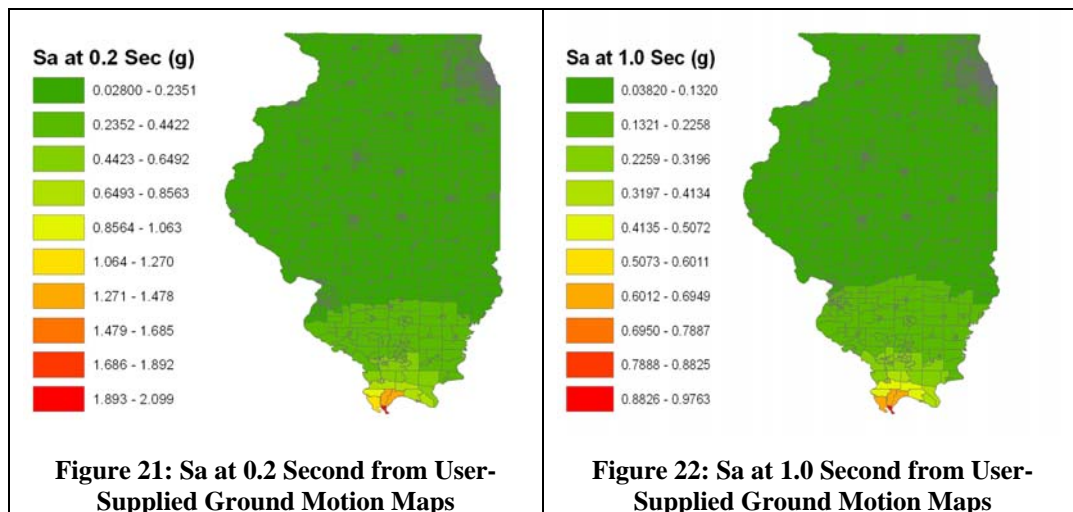 Sa at 0.2 Sec (g)
0.02800 - 0.2351
0.2352 - 0.4422
0.4423 - 0.6492
0.6493 - 0.8563
0.8564 - 1.063
1.064 - 1.270
1.271 - 1.478
1.479 - 1.685
1.686 - 1.892
1.893 - 2.099
Figure 21: Sa at 0.2 Second from User-
Supplied Ground Motion Maps
Sa at 1.0 Sec (g)
0.03820 - 0.1320
0.1321 - 0.2258
0.2259 - 0.3196
0.3197 - 0.4134
0.4135 - 0.5072
0.5073 - 0.6011
0.6012 - 0.6949
0.6950 - 0.7887
0.7888 - 0.8825
0.8826 - 0.9763
Figure 22: Sa at 1.0 Second from User-
Supplied Ground Motion Maps